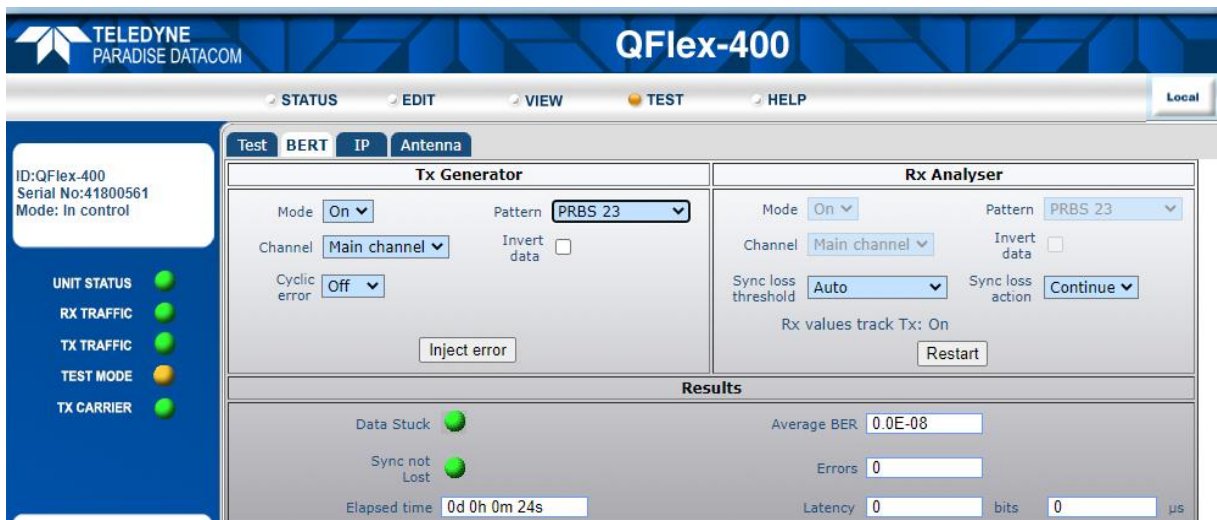 TELEDYNE
PARADISE DATACOM
QFlex-400
STATUS EDIT VIEW TEST HELP
Local
Test BERT IP Antenna
ID:QFlex-400
Serial No:41800561
Mode: In control
UNIT STATUS
RX TRAFFIC
TX TRAFFIC
TEST MODE
TX CARRIER
Tx Generator
Mode On Pattern PRBS 23
Channel Main channel Invert data
Cyclic error Off
Inject error
Rx Analyser
Mode On Pattern PRBS 23
Channel Main channel Invert data
Sync loss threshold Auto Sync loss action Continue
Rx values track Tx: On
Restart
Results
Data Stuck Average BER 0.0E-08
Sync not Lost Errors 0
Elapsed time 0d 0h 0m 24s Latency 0 bits 0 µs